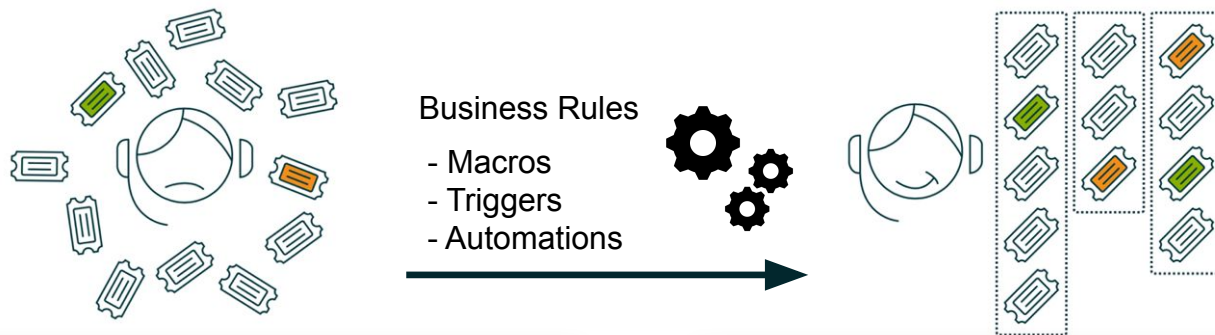 Business Rules
- Macros
- Triggers
- Automations